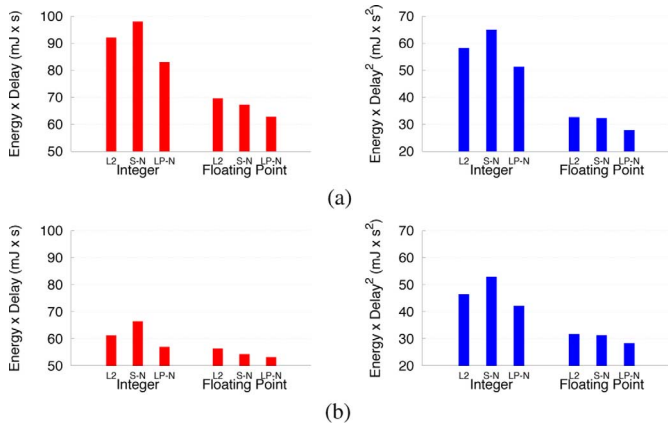 (a)
Energy x Delay (mJ x s)
100
90
80
70
60
50
L2 S-N LP-N L2 S-N LP-N
Integer Floating Point
Energy x Delay² (mJ x s²)
70
60
50
40
30
20
L2 S-N LP-N L2 S-N LP-N
Integer Floating Point
(b)
Energy x Delay (mJ x s)
100
90
80
70
60
50
L2 S-N LP-N L2 S-N LP-N
Integer Floating Point
Energy x Delay² (mJ x s²)
70
60
50
40
30
20
L2 S-N LP-N L2 S-N LP-N
Integer Floating Point